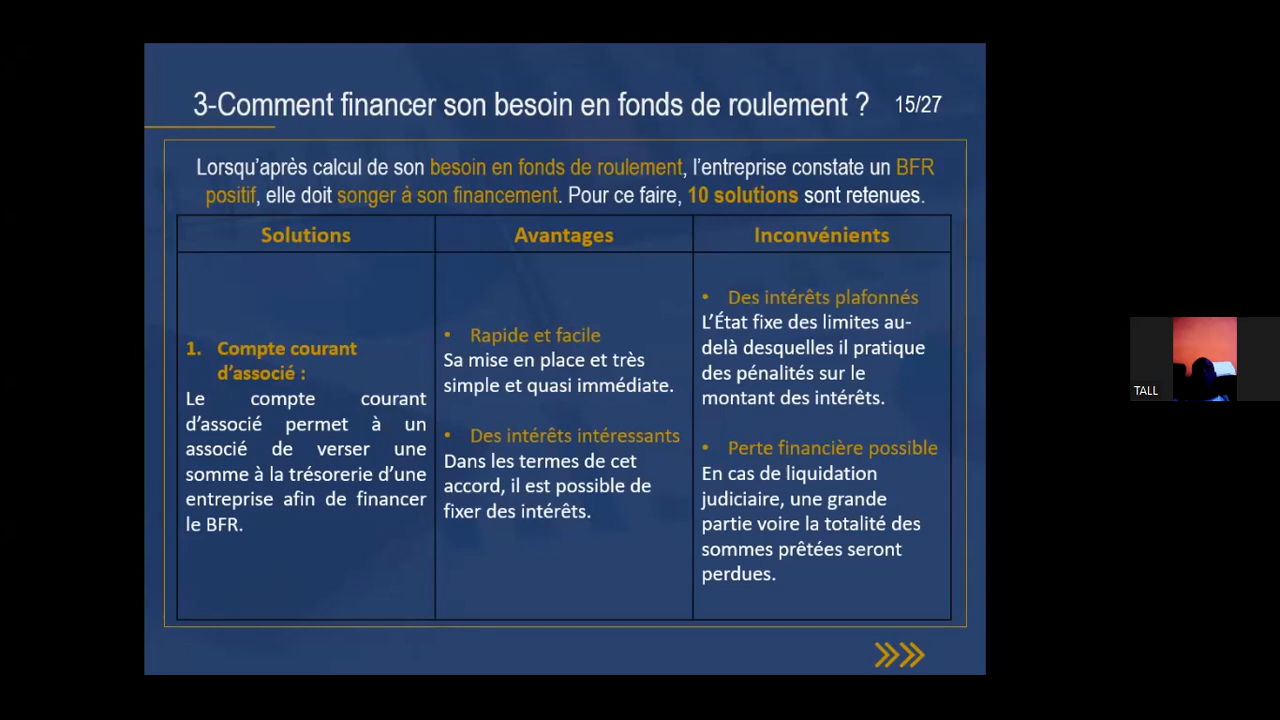 3-Comment financer son besoin en fonds de roulement ?
15/27
Lorsqu'après calcul de son besoin en fonds de roulement, l'entreprise constate un BFR
positif, elle doit songer à son financement. Pour ce faire, 10 solutions sont retenues.
Solutions
Avantages
Inconvénients
1. Compte courant
d'associé :
Le compte courant
d'associé permet à un
associé de verser une
somme à la trésorerie d'une
entreprise afin de financer
le BFR.
• Rapide et facile
Sa mise en place et très
simple et quasi immédiate.
• Des intérêts intéressants
Dans les termes de cet
accord, il est possible de
fixer des intérêts.
• Des intérêts plafonnés
L'État fixe des limites au-
delà desquelles il pratique
des pénalités sur le
montant des intérêts.
• Perte financière possible
En cas de liquidation
judiciaire, une grande
partie voire la totalité des
sommes prêtées seront
perdues.
TALL